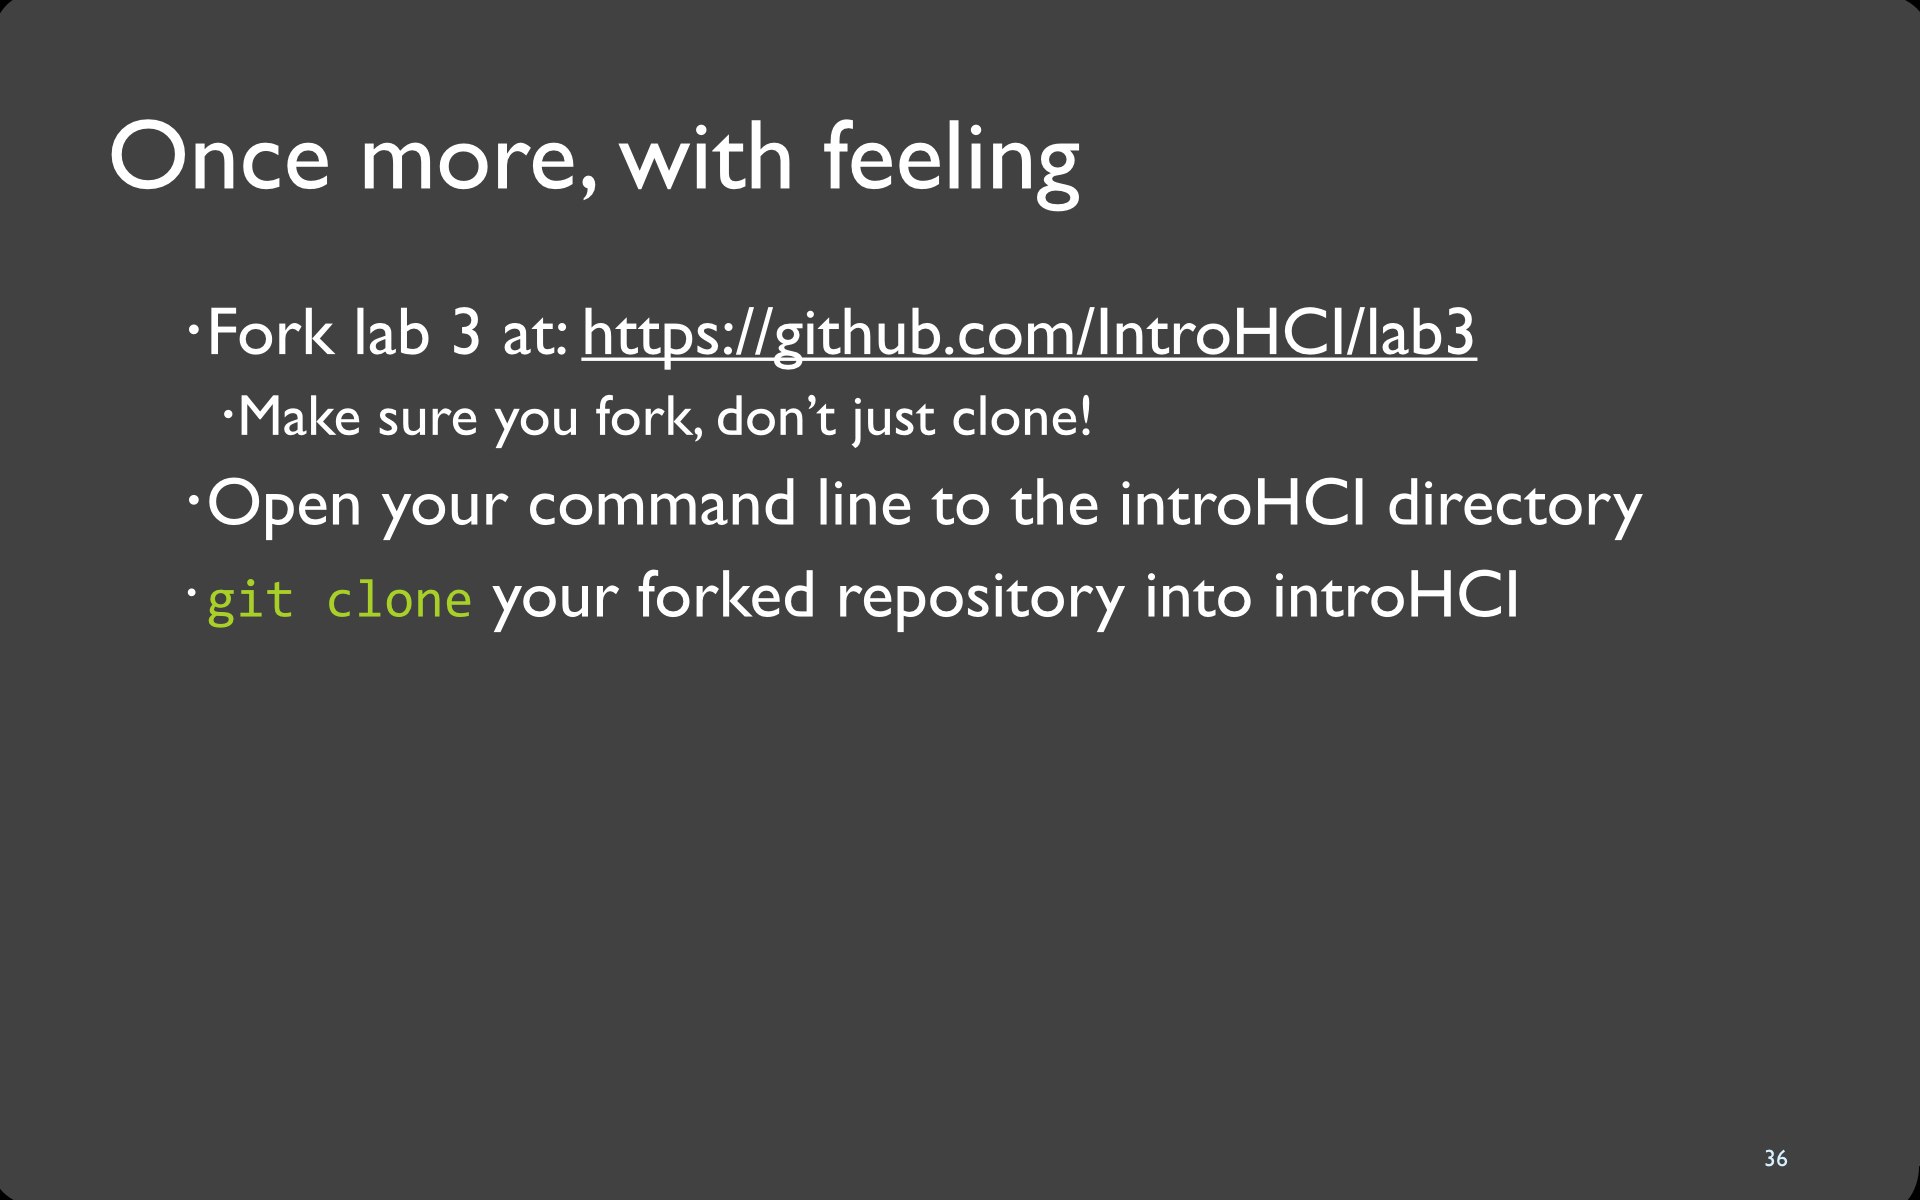 Once more, with feeling
·Fork lab 3 at: https://github.com/IntroHCI/lab3
·Make sure you fork, don’t just clone!
·Open your command line to the introHCI directory
·git clone your forked repository into introHCI
36